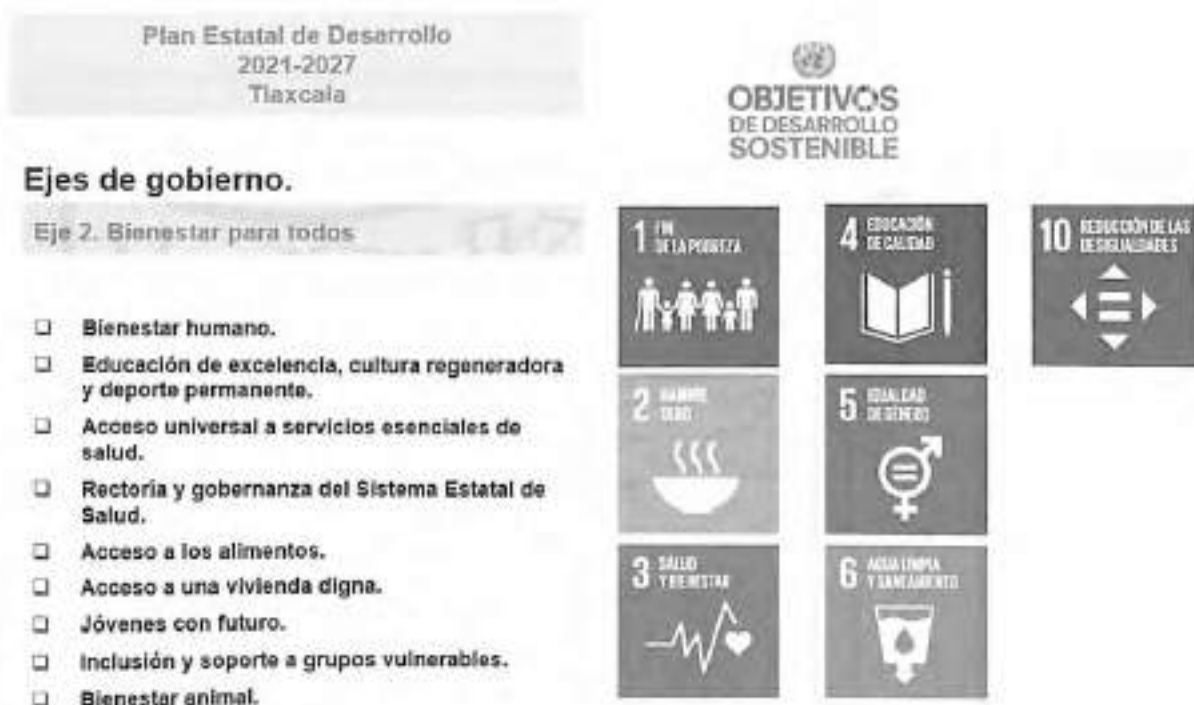 Plan Estatal de Desarrollo
2021-2027
Tlaxcala
Ejes de gobierno.
Eje 2. Bienestar para todos
Bienestar humano.
Educación de excelencia, cultura regeneradora
y deporte permanente.
Acceso universal a servicios esenciales de
salud.
Rectoría y gobernanza del Sistema Estatal de
Salud.
Acceso a los alimentos.
Acceso a una vivienda digna.
Jóvenes con futuro.
Inclusión y soporte a grupos vulnerables.
Bienestar animal.
OBJETIVOS
DE DESARROLLO
SOSTENIBLE
1 FIN
DE LA POBREZA
2 HAMBRE
CERO
3 SALUD
Y BIENESTAR
4 EDUCACIÓN
DE CALIDAD
5 IGUALDAD
DE GÉNERO
6 AGUA LIMPIA
Y SANEAMIENTO
10 REDUCCIÓN DE LAS
DESIGUALDADES